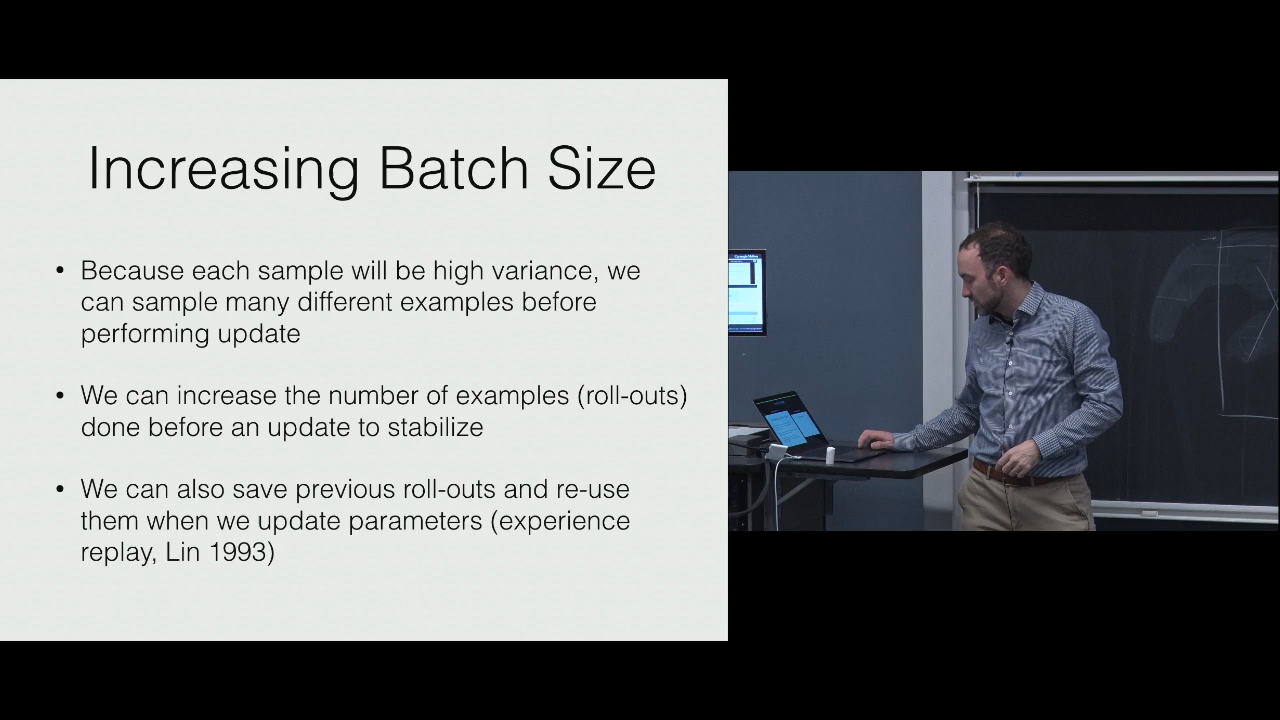 Increasing Batch Size
• Because each sample will be high variance, we
can sample many different examples before
performing update
• We can increase the number of examples (roll-outs)
done before an update to stabilize
• We can also save previous roll-outs and re-use
them when we update parameters (experience
replay, Lin 1993)
Carnegie Mellon